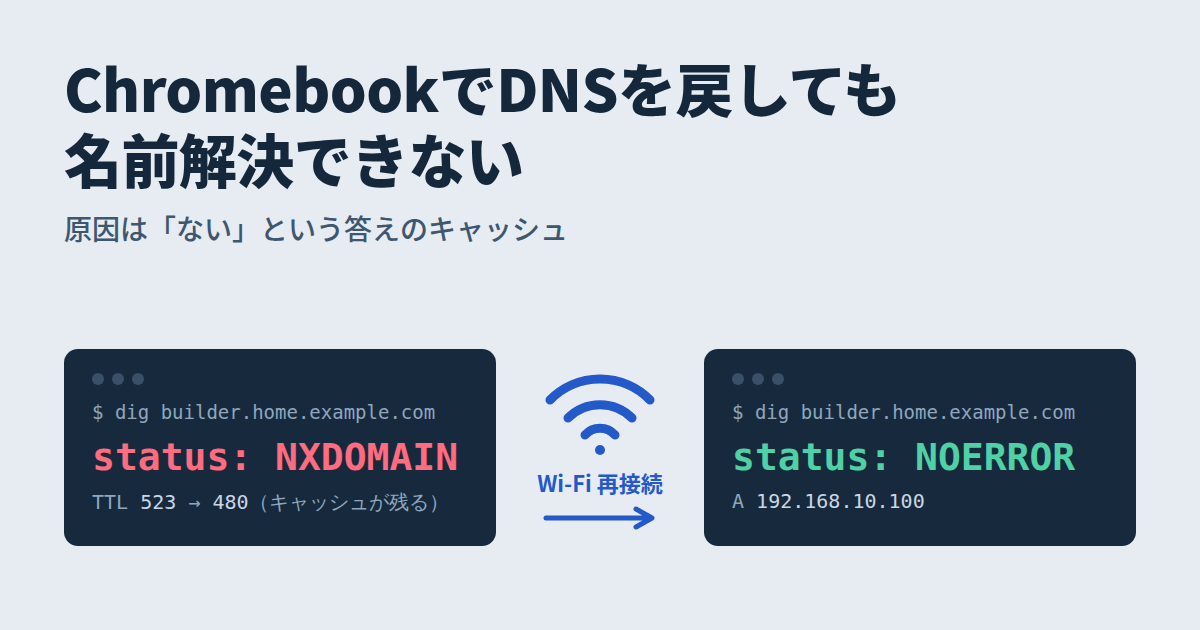 ChromebookでDNSを戻しても
名前解決できない
原因は「ない」という答えのキャッシュ
$ dig builder.home.example.com
status: NXDOMAIN
TTL 523 → 480（キャッシュが残る）
Wi-Fi 再接続
$ dig builder.home.example.com
status: NOERROR
A 192.168.10.100